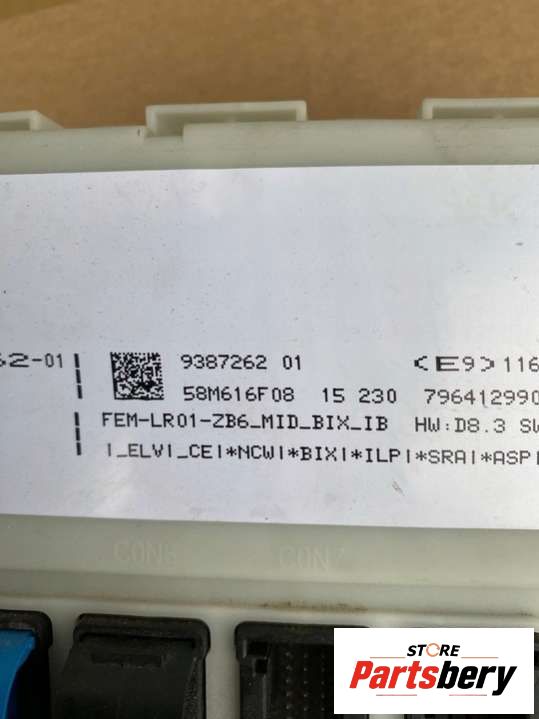 62-01
9387262 01 <E9> 116
58M616F08 15 230 796412990
FEM-LR01-ZB6_MID_BIX_IB HW:D8.3 SW
|_ELV|_CE|*NCW|*BIX|*ILP|*SRA|*ASP|
CON6 CON7
STORE
Partsbery